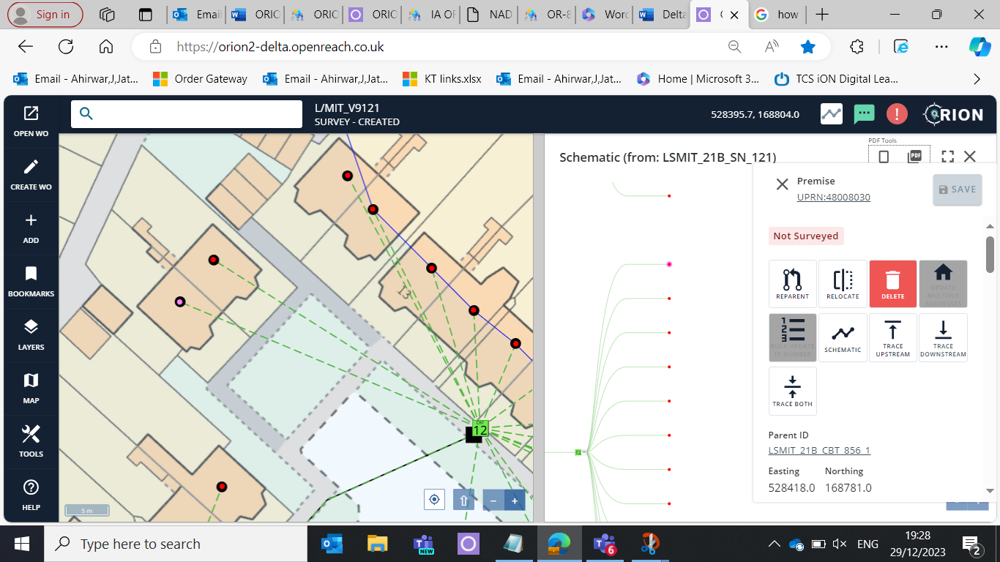 Sign in
Email
ORIC
ORIC
ORIC
IA OF
NAD
OR-8
Word
Delta
how
https://orion2-delta.openreach.co.uk
Email - Ahirwar,J,Jat...
Order Gateway
Email - Ahirwar,J,Jat...
KT links.xlsx
Email - Ahirwar,J,Jat...
Home | Microsoft 3...
TCS iON Digital Lea...
OPEN WO
CREATE WO
ADD
BOOKMARKS
LAYERS
MAP
TOOLS
HELP
L/MIT_V9121
SURVEY - CREATED
528395.7, 168804.0
ORION
13
CBT
12
5 m
PDF Tools
Schematic (from: LSMIT_21B_SN_121)
PDF
12
Premise
UPRN:48008030
SAVE
Not Surveyed
REPARENT
RELOCATE
DELETE
UPDATE MULTIPLE ADDRESSES
BULK UPDATE TF NUMBER
SCHEMATIC
TRACE UPSTREAM
TRACE DOWNSTREAM
TRACE BOTH
Parent ID
LSMIT_21B_CBT_856_1
Easting Northing
528418.0 168781.0
Type here to search
NEW
6
ENG
19:28
29/12/2023
2